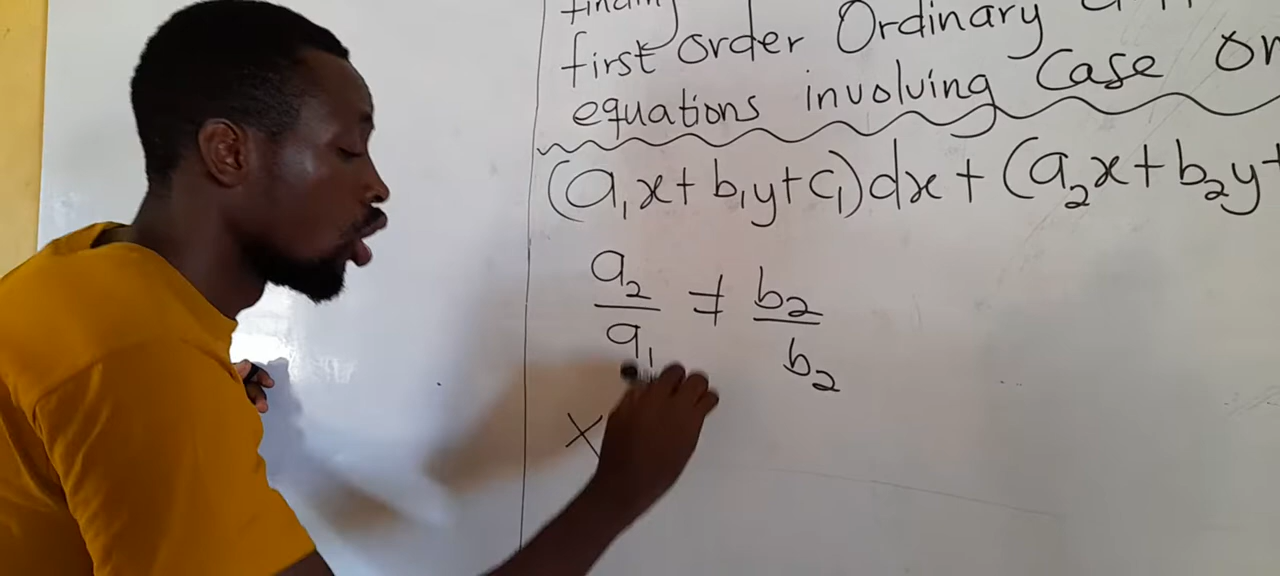 first order Ordinary
equations involving Case
(a₁x + b₁y + c₁)dx + (a₂x + b₂y +
a₂/a₁ ≠ b₂/b₂
x